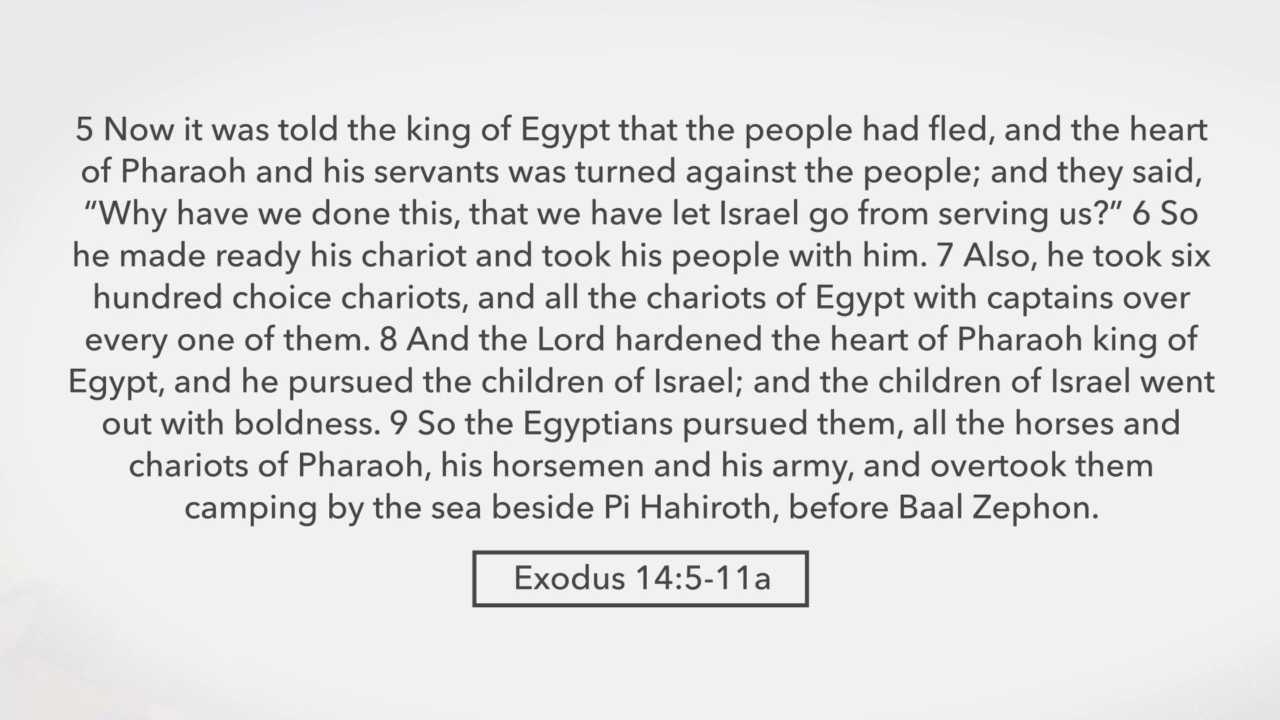 5 Now it was told the king of Egypt that the people had fled, and the heart
of Pharaoh and his servants was turned against the people; and they said,
“Why have we done this, that we have let Israel go from serving us?” 6 So
he made ready his chariot and took his people with him. 7 Also, he took six
hundred choice chariots, and all the chariots of Egypt with captains over
every one of them. 8 And the Lord hardened the heart of Pharaoh king of
Egypt, and he pursued the children of Israel; and the children of Israel went
out with boldness. 9 So the Egyptians pursued them, all the horses and
chariots of Pharaoh, his horsemen and his army, and overtook them
camping by the sea beside Pi Hahiroth, before Baal Zephon.
Exodus 14:5-11a